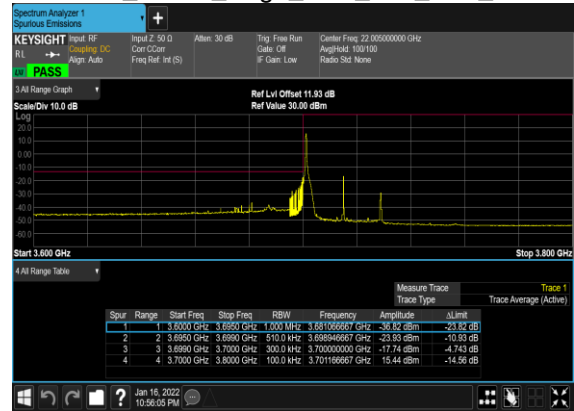 Spectrum Analyzer 1
Spurious Emissions
+
KEYSIGHT Input: RF Input Z: 50 Ω Atten: 30 dB Trig: Free Run Center Freq: 22.005000000 GHz
RL Coupling: DC Corr CCorr Gate: Off Avg|Hold: 100/100
Align: Auto Freq Ref: Int (S) IF Gain: Low Radio Std: None
PASS
3 All Range Graph
Ref Lvl Offset 11.93 dB
Scale/Div 10.0 dB Ref Value 30.00 dBm
Log
20.0
10.0
0.00
-10.0
-20.0
-30.0
-40.0
-50.0
-60.0
Start 3.600 GHz Stop 3.800 GHz
4 All Range Table
Measure Trace Trace 1
Trace Type Trace Average (Active)
Spur Range Start Freq Stop Freq RBW Frequency Amplitude ΔLimit
1 1 3.6000 GHz 3.6950 GHz 1.000 MHz 3.681066667 GHz -36.82 dBm -23.82 dB
2 2 3.6950 GHz 3.6990 GHz 510.0 kHz 3.698946667 GHz -23.93 dBm -10.93 dB
3 3 3.6990 GHz 3.7000 GHz 300.0 kHz 3.700000000 GHz -17.74 dBm -4.743 dB
4 4 3.7000 GHz 3.8000 GHz 100.0 kHz 3.701166667 GHz 15.44 dBm -14.56 dB
? Jan 16, 2022
10:56:05 PM